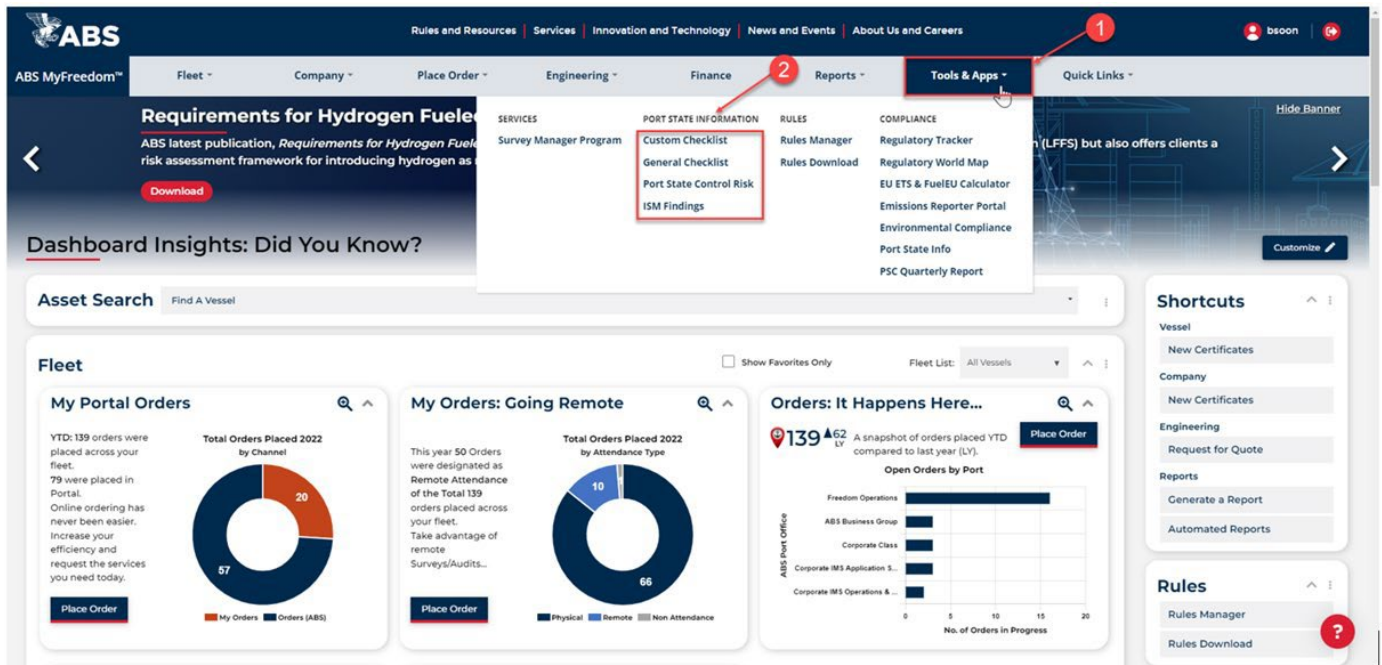 ABS
Rules and Resources | Services | Innovation and Technology | News and Events | About Us and Careers
1
bsoon
ABS MyFreedom™
Fleet
Company
Place Order
Engineering
Finance
2
Reports
Tools & Apps
Quick Links
Requirements for Hydrogen Fuele
Hide Banner
ABS latest publication, Requirements for Hydrogen Fuele
(LFFS) but also offers clients a
risk assessment framework for introducing hydrogen as
Download
SERVICES
Survey Manager Program
PORT STATE INFORMATION
Custom Checklist
General Checklist
Port State Control Risk
ISM Findings
RULES
Rules Manager
Rules Download
COMPLIANCE
Regulatory Tracker
Regulatory World Map
EU ETS & FuelEU Calculator
Emissions Reporter Portal
Environmental Compliance
Port State Info
PSC Quarterly Report
Dashboard Insights: Did You Know?
Customize
Asset Search
Find A Vessel
Fleet
Show Favorites Only
Fleet List:
All Vessels
My Portal Orders
YTD: 139 orders were
placed across your
fleet.
79 were placed in
Portal.
Online ordering has
never been easier.
Increase your
efficiency and
request the services
you need today.
Place Order
Total Orders Placed 2022
by Channel
20
57
My Orders
Orders (ABS)
My Orders: Going Remote
This year 50 Orders
were designated as
Remote Attendance
of the Total 139
orders placed across
your fleet.
Take advantage of
remote
Surveys/Audits...
Place Order
Total Orders Placed 2022
by Attendance Type
10
66
Physical
Remote
Non Attendance
Orders: It Happens Here...
139
62
LY
A snapshot of orders placed YTD
compared to last year (LY).
Place Order
Open Orders by Port
ABS Port Office
Freedom Operations
ABS Business Group
Corporate Class
Corporate IMS Application S...
Corporate IMS Operations & ...
0 5 10 15 20
No. of Orders in Progress
Shortcuts
Vessel
New Certificates
Company
New Certificates
Engineering
Request for Quote
Reports
Generate a Report
Automated Reports
Rules
Rules Manager
Rules Download
?